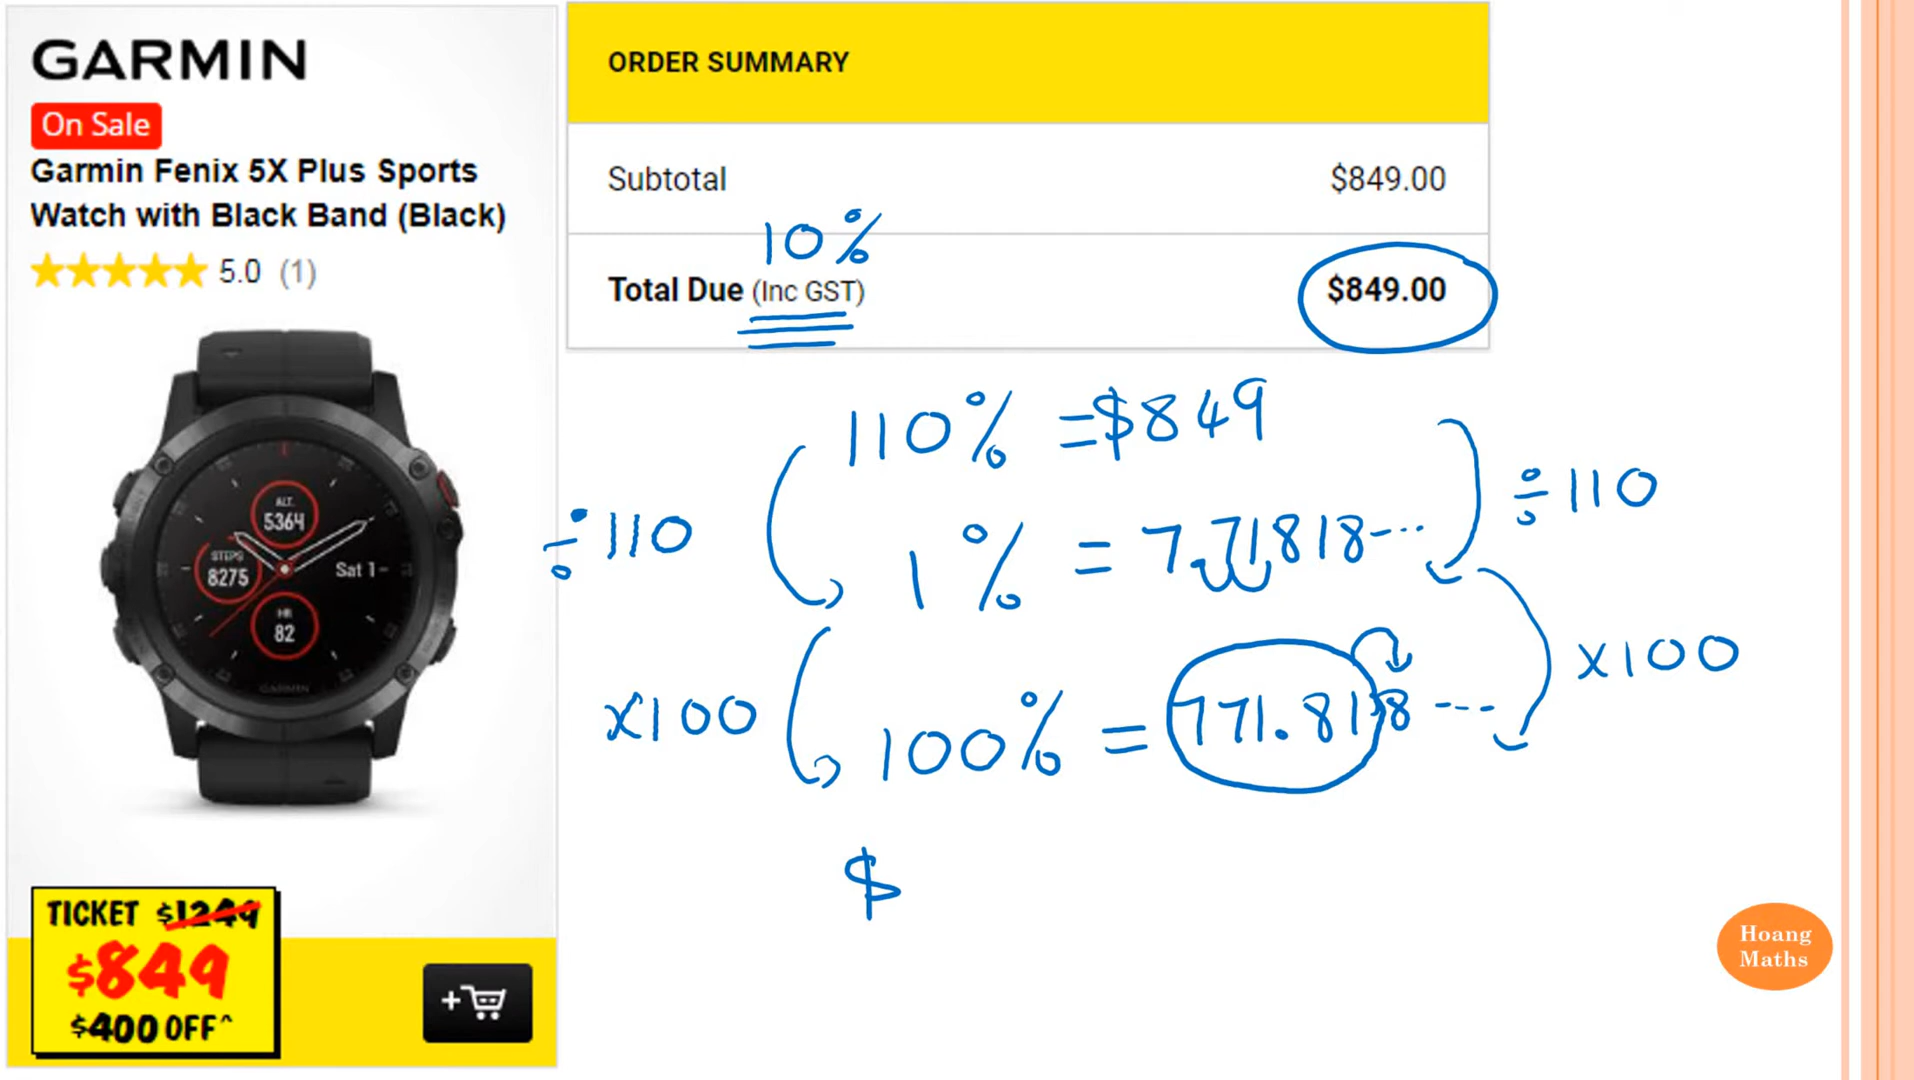 GARMIN
On Sale
Garmin Fenix 5X Plus Sports
Watch with Black Band (Black)
5.0 (1)
ALT.
5364
STEPS
8275
Sat 1
HR
82
GARMIN
TICKET $1249
$849
$400 OFF^
+
ORDER SUMMARY
Subtotal $849.00
10%
Total Due (Inc GST) $849.00
110% = $849
÷110 ÷110
1% = 7.71818...
x100 x100
100% = 771.818...
$
Hoang
Maths